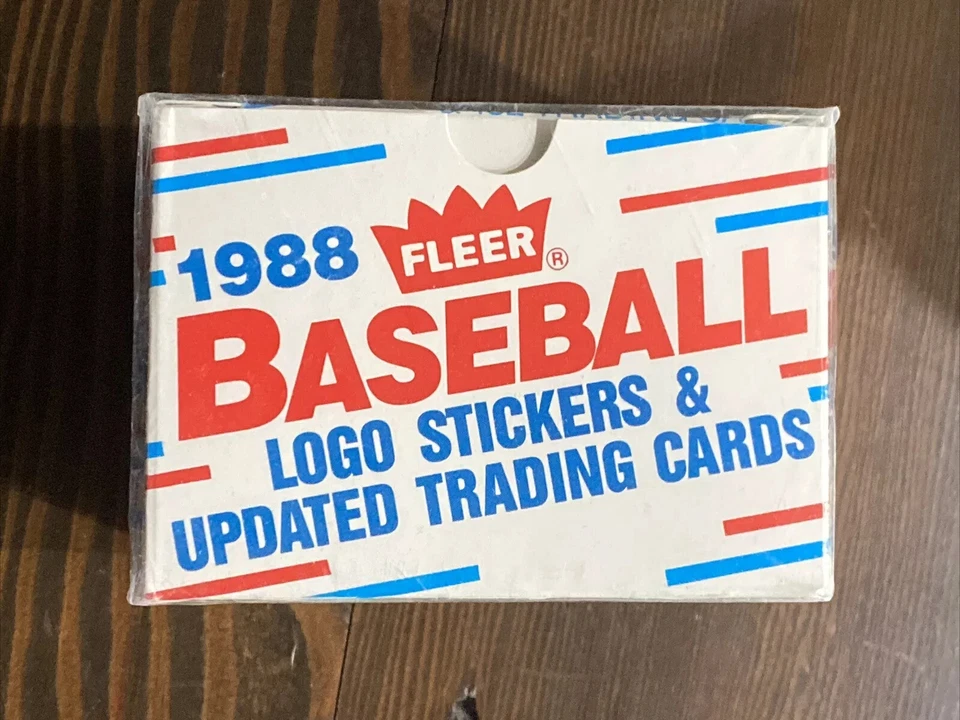 1988 FLEER®
BASEBALL
LOGO STICKERS &
UPDATED TRADING CARDS